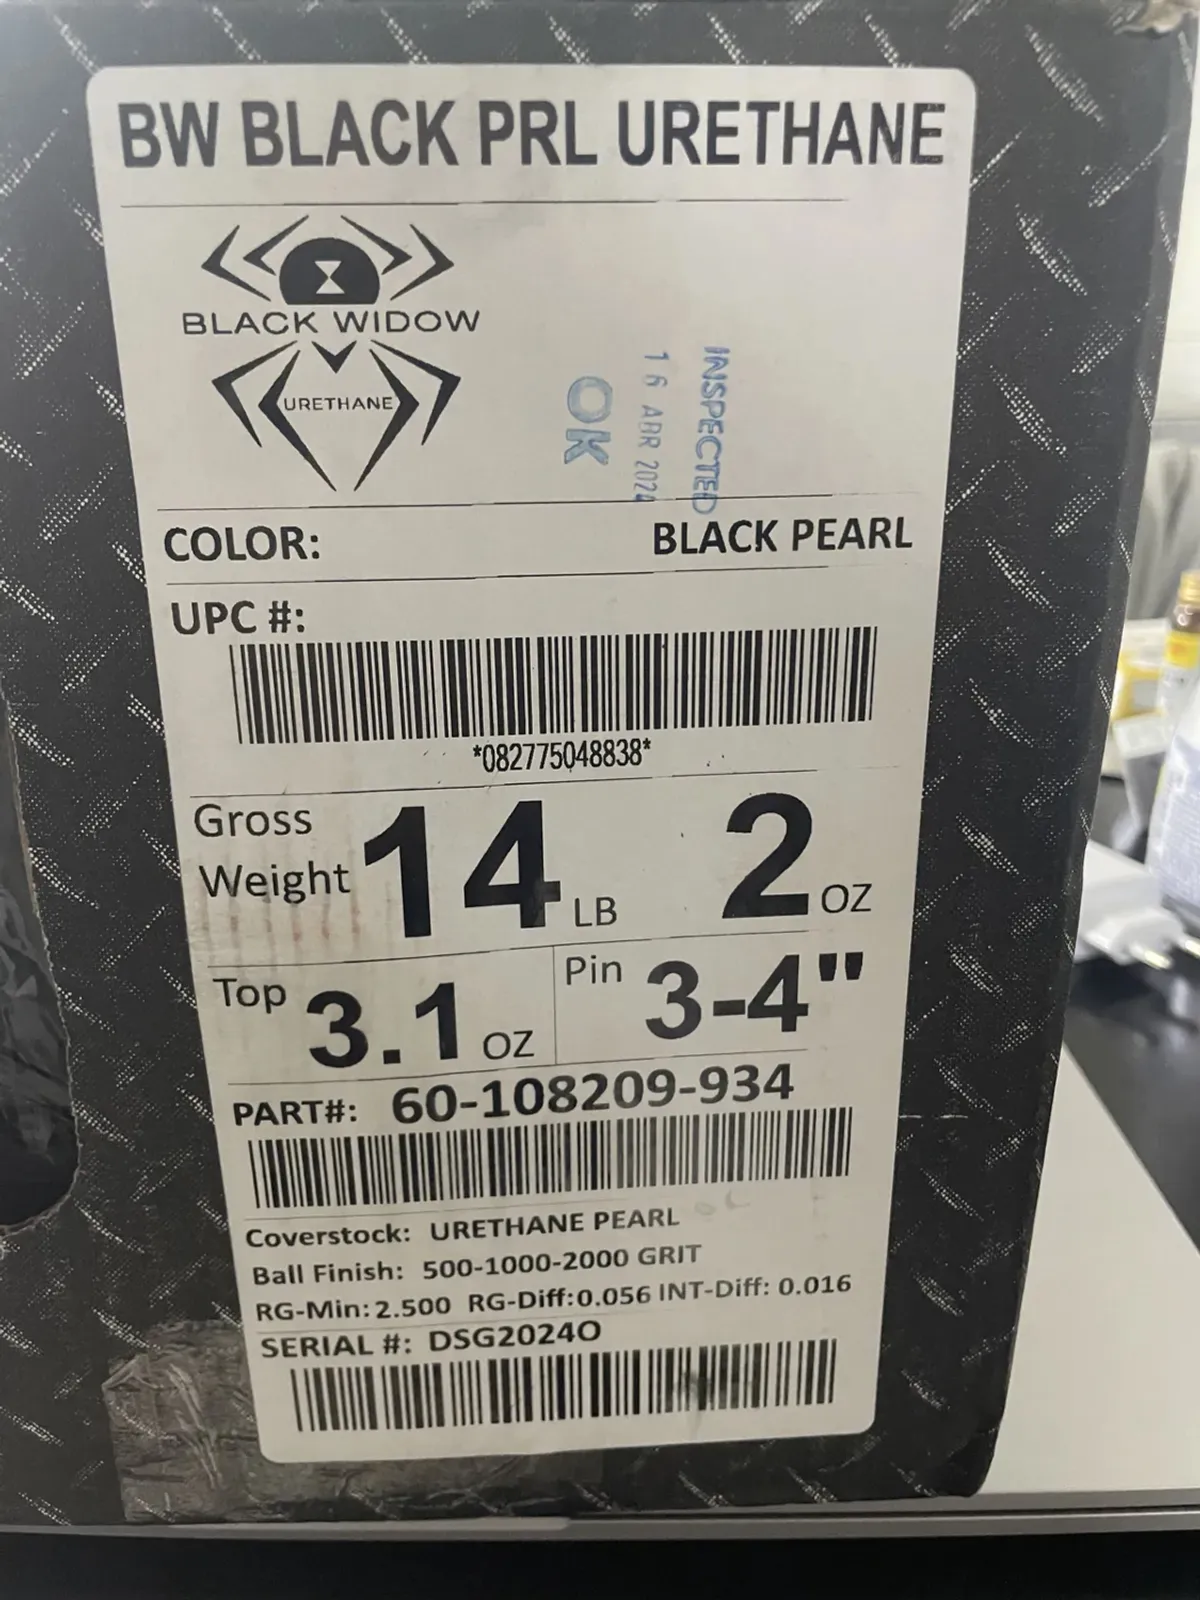 BW BLACK PRL URETHANE
BLACK WIDOW
URETHANE
INSPECTED
16 APR 2024
OK
COLOR: BLACK PEARL
UPC #:
*082775048838*
Gross Weight 14 LB 2 OZ
Top 3.1 OZ Pin 3-4"
PART#: 60-108209-934
Coverstock: URETHANE PEARL
Ball Finish: 500-1000-2000 GRIT
RG-Min: 2.500 RG-Diff:0.056 INT-Diff: 0.016
SERIAL #: DSG2024O